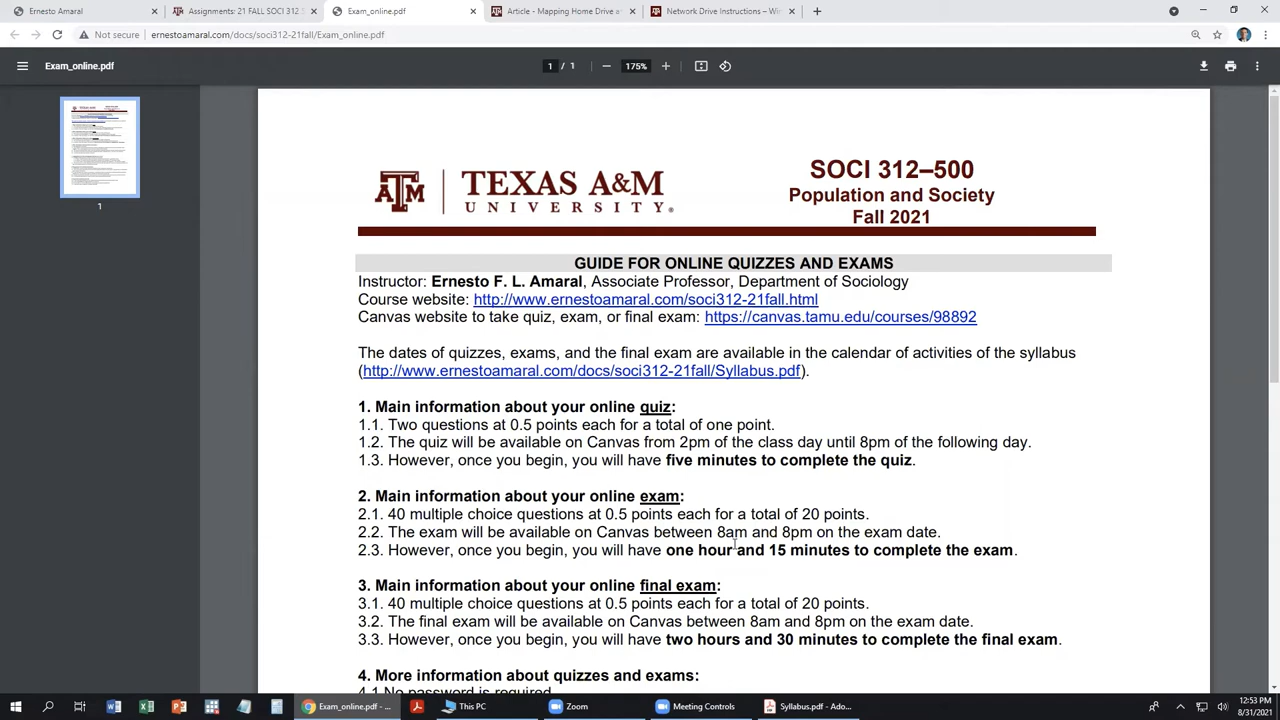 Ernesto Amaral
Assignments: 21 FALL SOCI 312:5
Exam_online.pdf
Article - Mapping Home Drive at
Network Drive Instructions – Win
Not secure
ernestoamaral.com/docs/soci312-21fall/Exam_online.pdf
Exam_online.pdf
1 / 1
175%
1
ATM
TEXAS A&M
UNIVERSITY®
SOCI 312–500
Population and Society
Fall 2021
GUIDE FOR ONLINE QUIZZES AND EXAMS
Instructor: Ernesto F. L. Amaral, Associate Professor, Department of Sociology
Course website: http://www.ernestoamaral.com/soci312-21fall.html
Canvas website to take quiz, exam, or final exam: https://canvas.tamu.edu/courses/98892
The dates of quizzes, exams, and the final exam are available in the calendar of activities of the syllabus
(http://www.ernestoamaral.com/docs/soci312-21fall/Syllabus.pdf).
1. Main information about your online quiz:
1.1. Two questions at 0.5 points each for a total of one point.
1.2. The quiz will be available on Canvas from 2pm of the class day until 8pm of the following day.
1.3. However, once you begin, you will have five minutes to complete the quiz.
2. Main information about your online exam:
2.1. 40 multiple choice questions at 0.5 points each for a total of 20 points.
2.2. The exam will be available on Canvas between 8am and 8pm on the exam date.
2.3. However, once you begin, you will have one hour and 15 minutes to complete the exam.
3. Main information about your online final exam:
3.1. 40 multiple choice questions at 0.5 points each for a total of 20 points.
3.2. The final exam will be available on Canvas between 8am and 8pm on the exam date.
3.3. However, once you begin, you will have two hours and 30 minutes to complete the final exam.
4. More information about quizzes and exams:
4.1 No password is required
Exam_online.pdf - ...
This PC
Zoom
Meeting Controls
Syllabus.pdf - Ado...
12:53 PM
8/31/2021